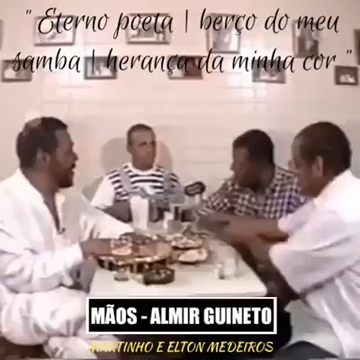 " Eterno poeta | berço do meu
samba | herança da minha cor "
MÃOS - ALMIR GUINETO
MARTINHO E ELTON MEDEIROS